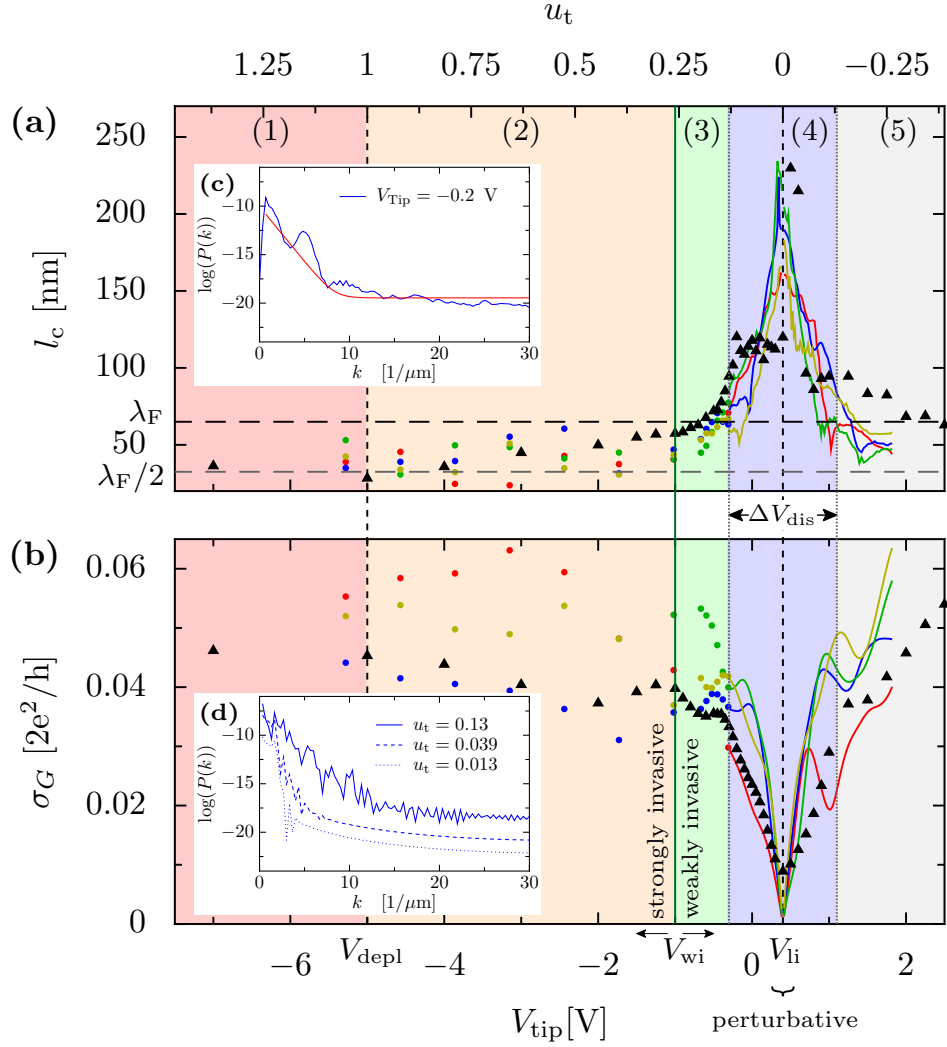 u_t
1.25 1 0.75 0.5 0.25 0 −0.25
(a)
(1) (2) (3) (4) (5)
250
200
150
100
50
λ_F
λ_F/2
l_c [nm]
(c)
V_Tip = −0.2 V
log(P(k))
−10
−15
−20
0 10 20 30
k [1/μm]
ΔV_dis
(b)
0.06
0.04
0.02
0
σ_G [2e²/h]
(d)
u_t = 0.13
u_t = 0.039
u_t = 0.013
log(P(k))
−10
−15
−20
0 10 20 30
k [1/μm]
strongly invasive
weakly invasive
V_depl V_wi V_li
−6 −4 −2 0 2
V_tip[V]
perturbative